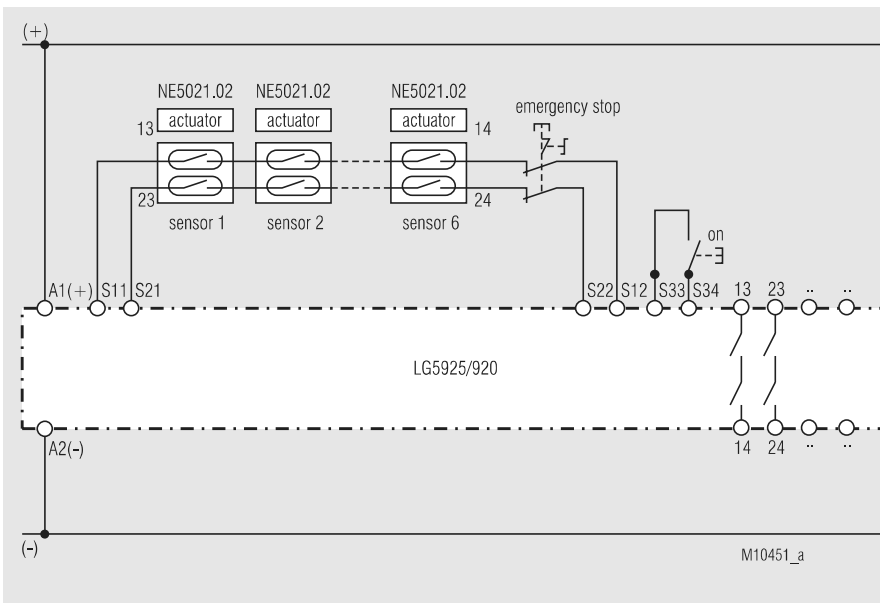 (+)
NE5021.02 NE5021.02 NE5021.02
emergency stop
13 actuator actuator actuator 14
23 24
sensor 1 sensor 2 sensor 6
on
A1(+) S11 S21 S22 S12 S33 S34 13 23 .. ..
LG5925/920
A2(-) 14 24 .. ..
(-)
M10451_a